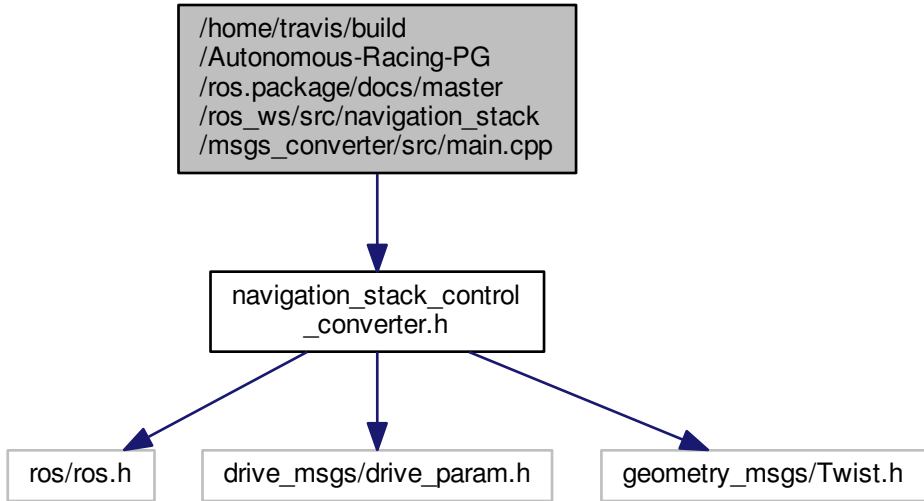 /home/travis/build
/Autonomous-Racing-PG
/ros.package/docs/master
/ros_ws/src/navigation_stack
/msgs_converter/src/main.cpp
navigation_stack_control
_converter.h
ros/ros.h
drive_msgs/drive_param.h
geometry_msgs/Twist.h